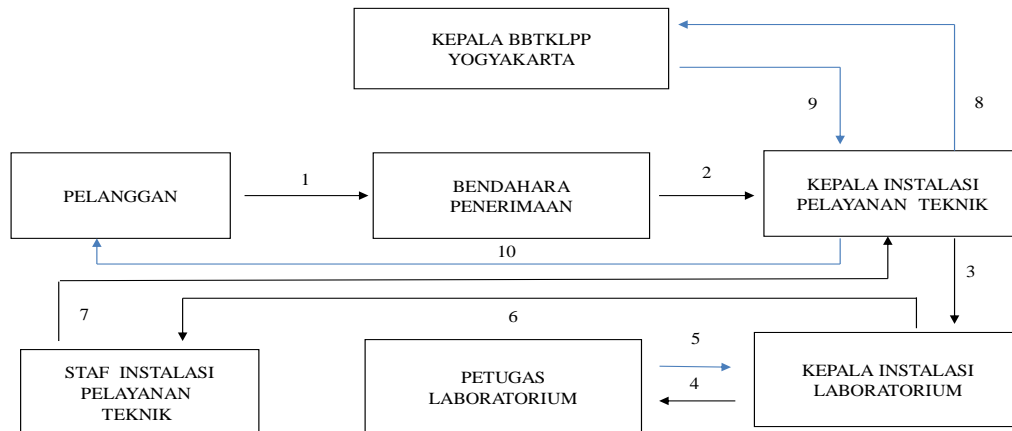 KEPALA BBTKLPP
YOGYAKARTA
9
8
PELANGGAN
1
BENDAHARA
PENERIMAAN
2
KEPALA INSTALASI
PELAYANAN TEKNIK
10
3
7
6
STAF INSTALASI
PELAYANAN
TEKNIK
PETUGAS
LABORATORIUM
5
4
KEPALA INSTALASI
LABORATORIUM